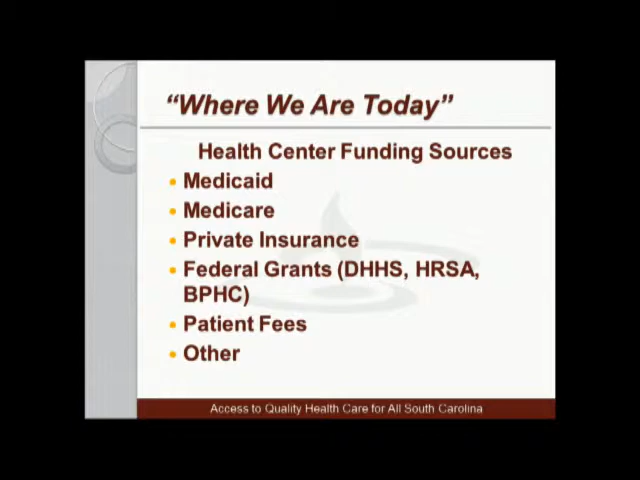 “Where We Are Today”
Health Center Funding Sources
• Medicaid
• Medicare
• Private Insurance
• Federal Grants (DHHS, HRSA,
BPHC)
• Patient Fees
• Other
Access to Quality Health Care for All South Carolina